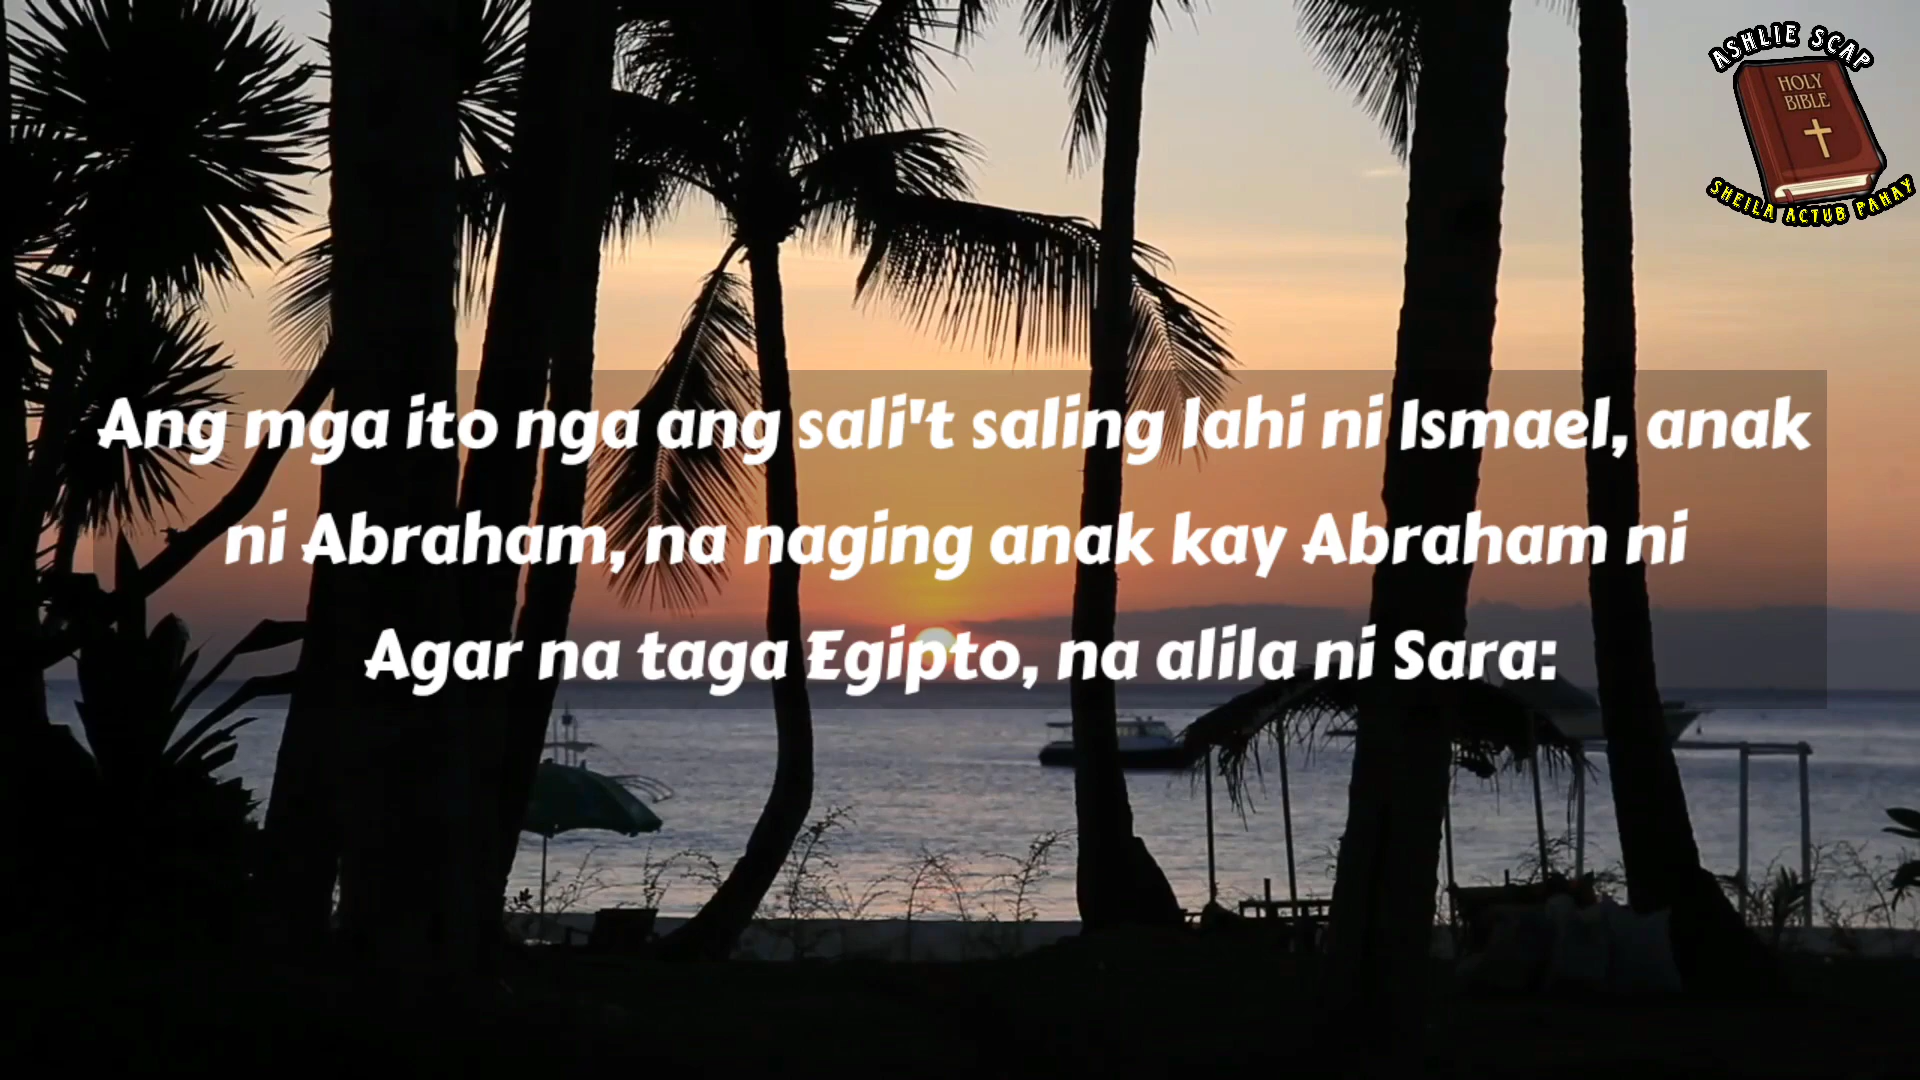 ASHLIE SCAP
HOLY
BIBLE
SHEILA ACTUB PAHAY
Ang mga ito nga ang sali't saling lahi ni Ismael, anak
ni Abraham, na naging anak kay Abraham ni
Agar na taga Egipto, na alila ni Sara: